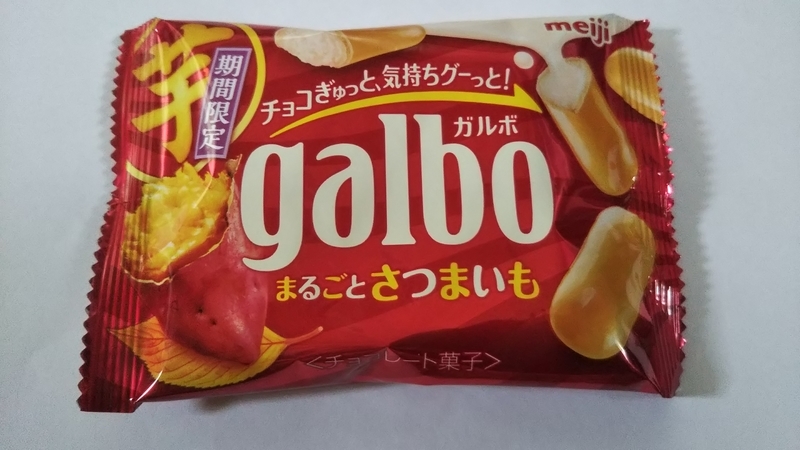 meiji
芋
期間限定
チョコぎゅっと、気持ちグーっと!
ガルボ
galbo
まるごとさつまいも
<チョコレート菓子>